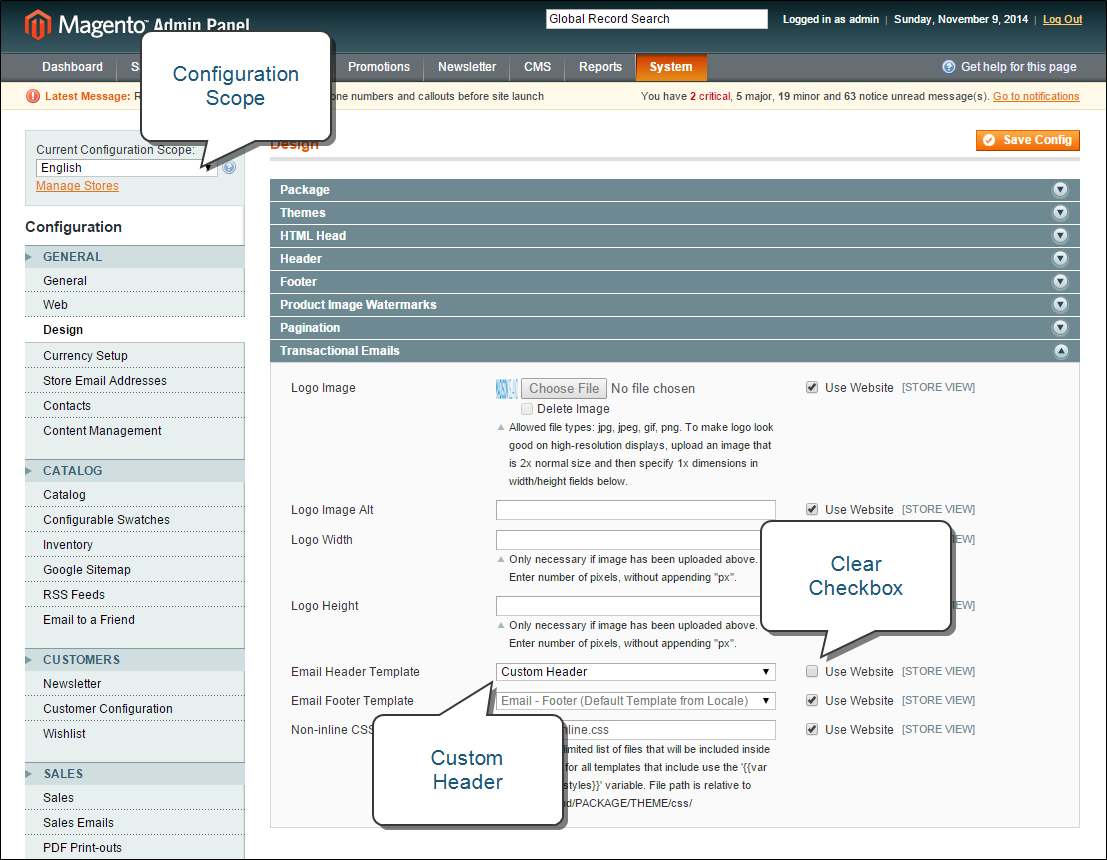 Magento Admin Panel
Global Record Search
Logged in as admin | Sunday, November 9, 2014 | Log Out
Dashboard
Promotions
Newsletter
CMS
Reports
System
Get help for this page
Latest Message:
one numbers and callouts before site launch
You have 2 critical, 5 major, 19 minor and 63 notice unread message(s). Go to notifications
Configuration
Scope
Current Configuration Scope:
English
Manage Stores
Configuration
GENERAL
General
Web
Design
Currency Setup
Store Email Addresses
Contacts
Content Management
CATALOG
Catalog
Configurable Swatches
Inventory
Google Sitemap
RSS Feeds
Email to a Friend
CUSTOMERS
Newsletter
Customer Configuration
Wishlist
SALES
Sales
Sales Emails
PDF Print-outs
Design
Save Config
Package
Themes
HTML Head
Header
Footer
Product Image Watermarks
Pagination
Transactional Emails
Logo Image
Choose File No file chosen
Use Website [STORE VIEW]
Delete Image
Allowed file types: jpg, jpeg, gif, png. To make logo look
good on high-resolution displays, upload an image that
is 2x normal size and then specify 1x dimensions in
width/height fields below.
Logo Image Alt
Use Website [STORE VIEW]
Logo Width
Only necessary if image has been uploaded above.
Enter number of pixels, without appending "px".
Logo Height
Only necessary if image has been uploaded above.
Enter number of pixels, without appending "px".
Clear
Checkbox
Email Header Template
Custom Header
Use Website [STORE VIEW]
Email Footer Template
Email - Footer (Default Template from Locale)
Use Website [STORE VIEW]
Non-inline CSS
nline.css
Use Website [STORE VIEW]
imited list of files that will be included inside
for all templates that include use the '{{var
styles}}' variable. File path is relative to
nd/PACKAGE/THEME/css/
Custom
Header